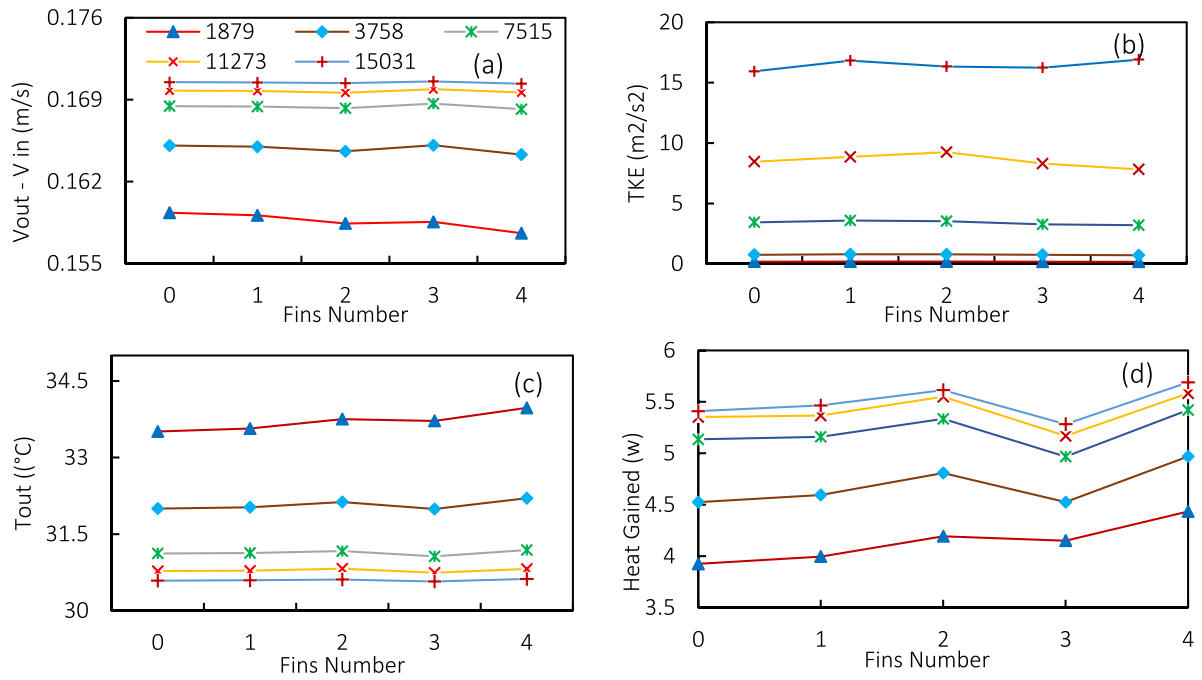 0.176
0.169
0.162
0.155
Vout - V in (m/s)
1879 3758 7515
11273 15031
(a)
0 1 2 3 4
Fins Number
20
15
10
5
0
TKE (m2/s2)
(b)
0 1 2 3 4
Fins Number
34.5
33
31.5
30
Tout ((°C)
(c)
0 1 2 3 4
Fins Number
6
5.5
5
4.5
4
3.5
Heat Gained (w)
(d)
0 1 2 3 4
Fins Number